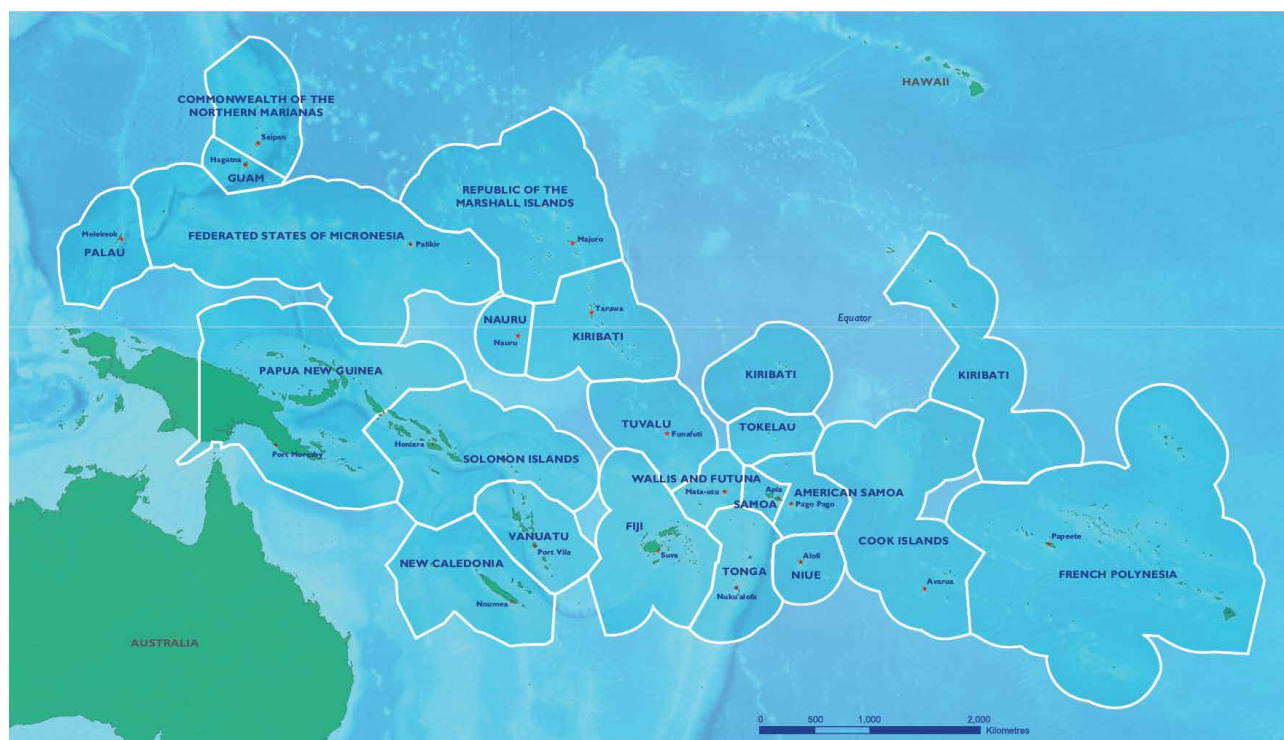 HAWAII
COMMONWEALTH OF THE
NORTHERN MARIANAS
Saipan
Hagatna
GUAM
REPUBLIC OF THE
MARSHALL ISLANDS
Majuro
FEDERATED STATES OF MICRONESIA
Palikir
Melekeok
PALAU
Tarawa
KIRIBATI
NAURU
Nauru
Equator
PAPUA NEW GUINEA
Port Moresby
KIRIBATI
KIRIBATI
TUVALU
Funafuti
TOKELAU
Honiara
SOLOMON ISLANDS
WALLIS AND FUTUNA
Mata-utu
Apia
SAMOA
AMERICAN SAMOA
Pago Pago
FIJI
Suva
VANUATU
Port Vila
NEW CALEDONIA
Noumea
TONGA
Nuku'alofa
Alofi
NIUE
COOK ISLANDS
Avarua
Papeete
FRENCH POLYNESIA
AUSTRALIA
0 500 1,000 2,000
Kilometres